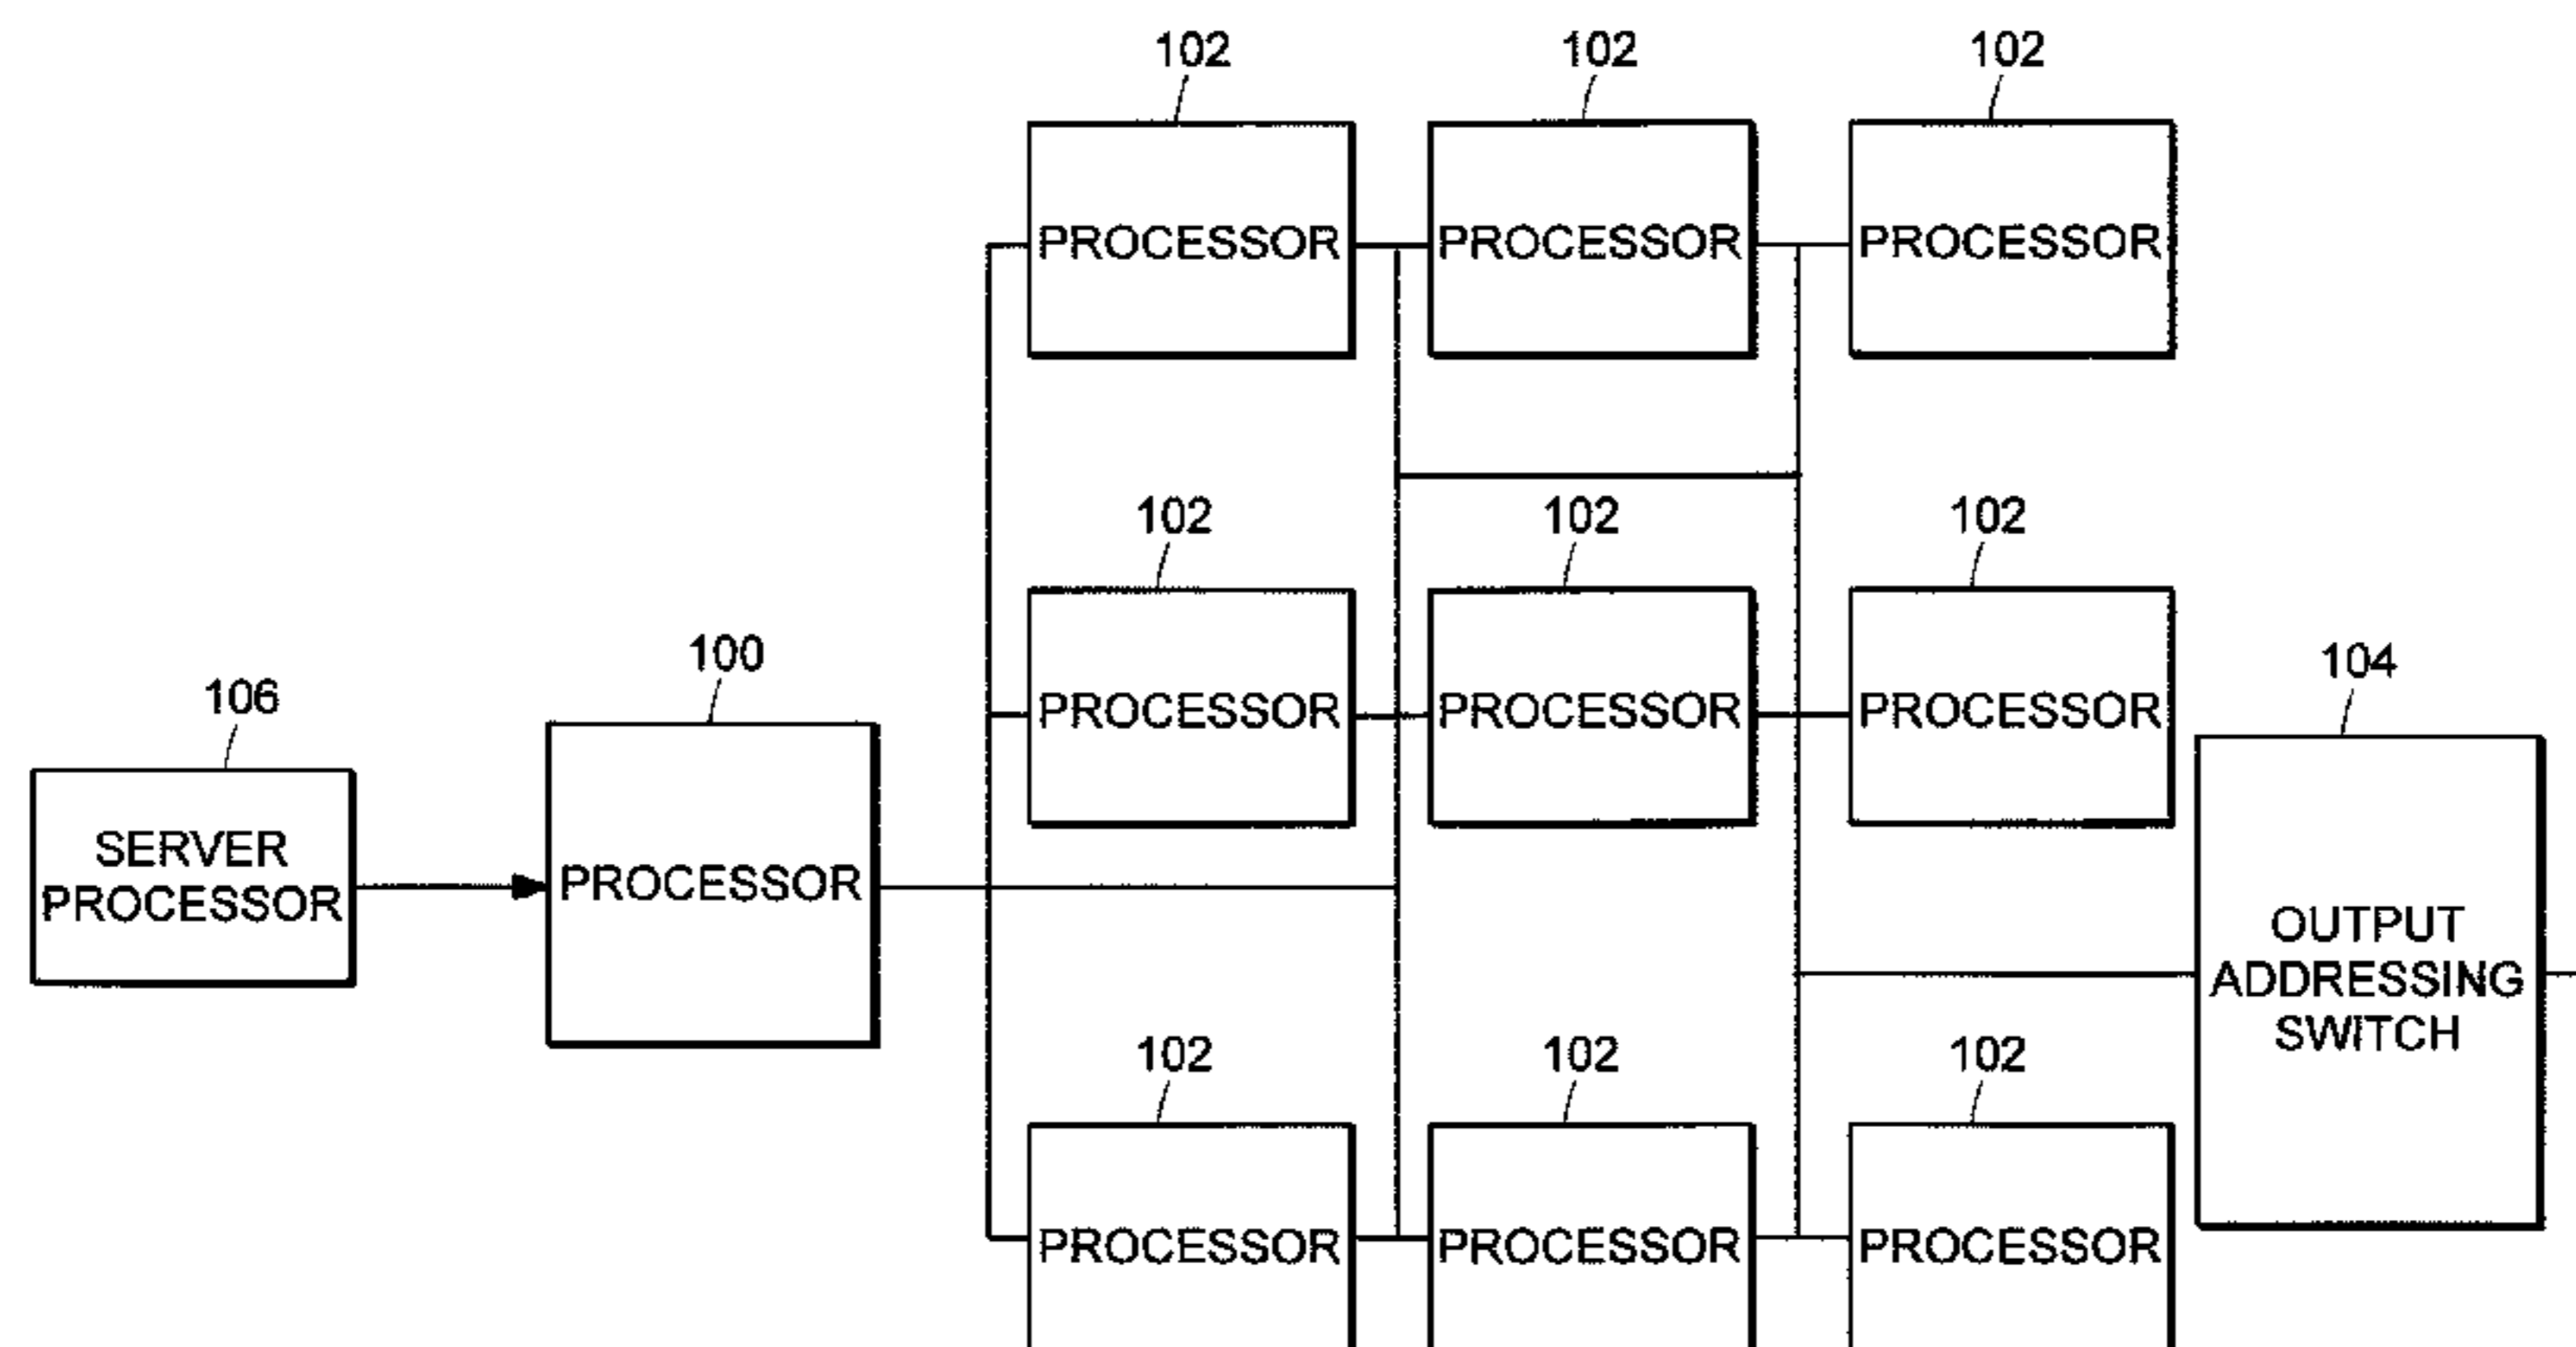 102 102 102
PROCESSOR PROCESSOR PROCESSOR
102 102 102
PROCESSOR PROCESSOR PROCESSOR
100
104
106
SERVER
PROCESSOR
PROCESSOR
OUTPUT
ADDRESSING
SWITCH
102 102 102
PROCESSOR PROCESSOR PROCESSOR